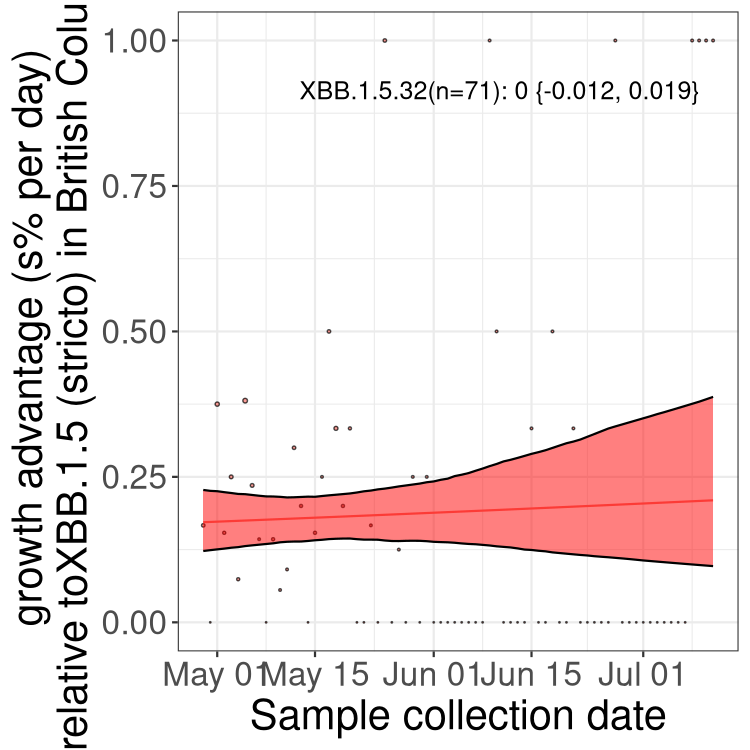 growth advantage (s% per day)
relative toXBB.1.5 (stricto) in British Colu
1.00
0.75
0.50
0.25
0.00
XBB.1.5.32(n=71): 0 {-0.012, 0.019}
May 01
May 15
Jun 01
Jun 15
Jul 01
Sample collection date